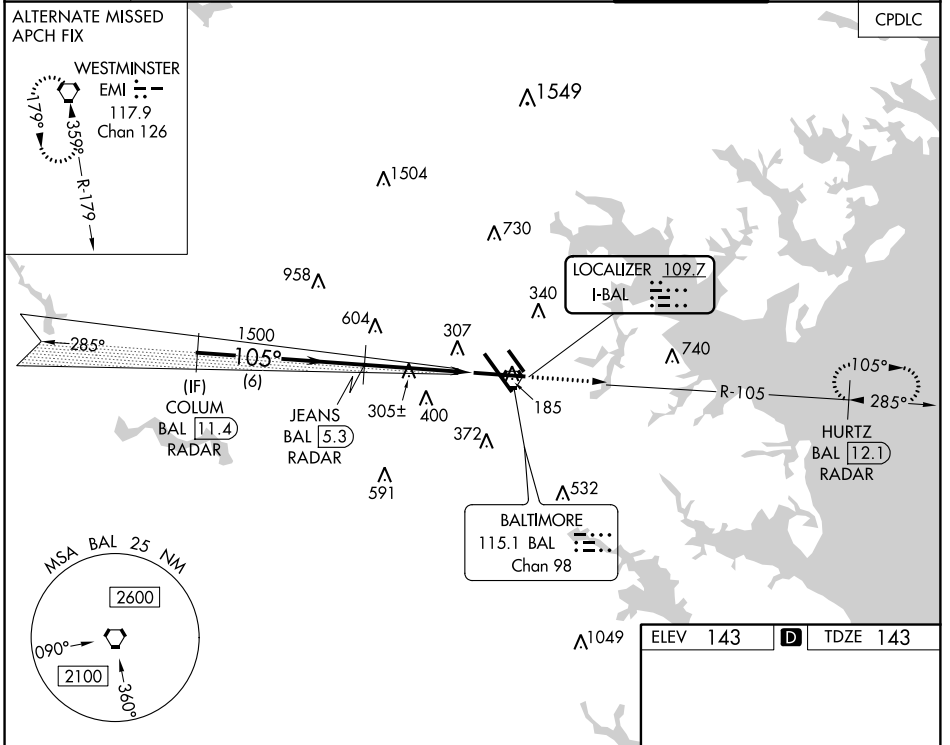 ALTERNATE MISSED
APCH FIX
WESTMINSTER
EMI
117.9
Chan 126
179°
359°
R-179
CPDLC
1549
1504
730
958
604
307
340
LOCALIZER 109.7
I-BAL
740
285°
1500
105°
(6)
(IF)
COLUM
BAL 11.4
RADAR
JEANS
BAL 5.3
RADAR
305±
400
372
591
185
532
R-105
105°
285°
HURTZ
BAL 12.1
RADAR
BALTIMORE
115.1 BAL
Chan 98
MSA BAL 25 NM
2600
090°
2100
360°
1049
ELEV 143 D TDZE 143